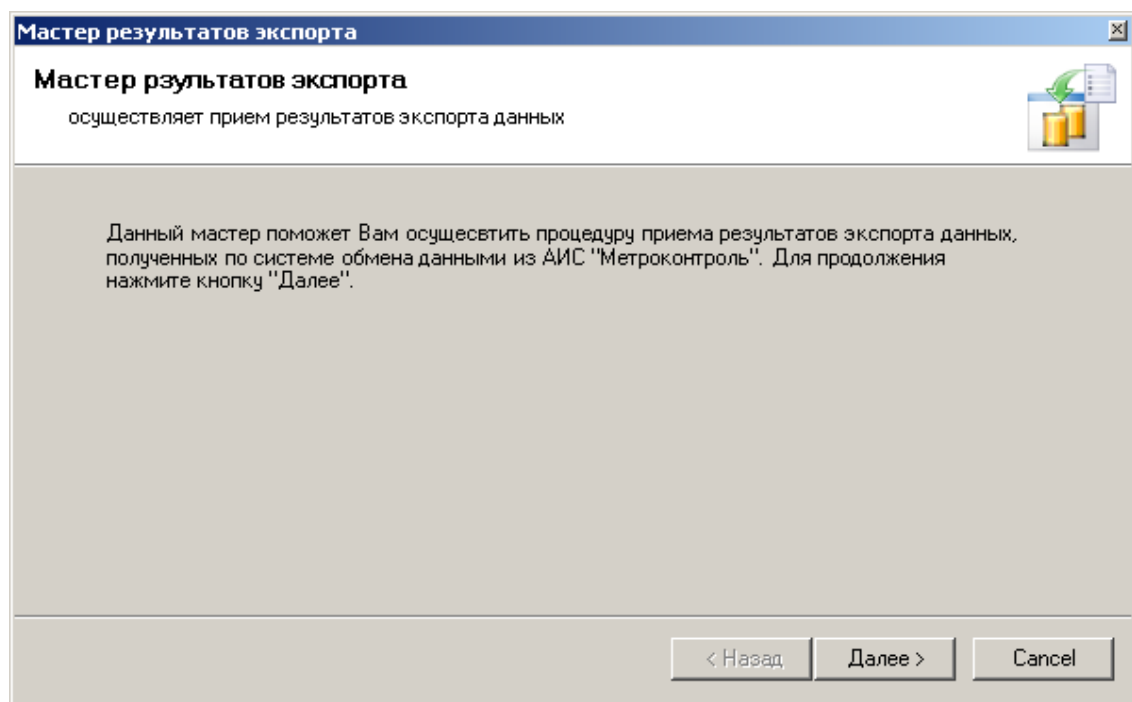 Мастер результатов экспорта
Мастер рзультатов экспорта
осуществляет прием результатов экспорта данных
Данный мастер поможет Вам осущесвтить процедуру приема результатов экспорта данных,
полученных по системе обмена данными из АИС "Метроконтроль". Для продолжения
нажмите кнопку "Далее".
< Назад
Далее >
Cancel